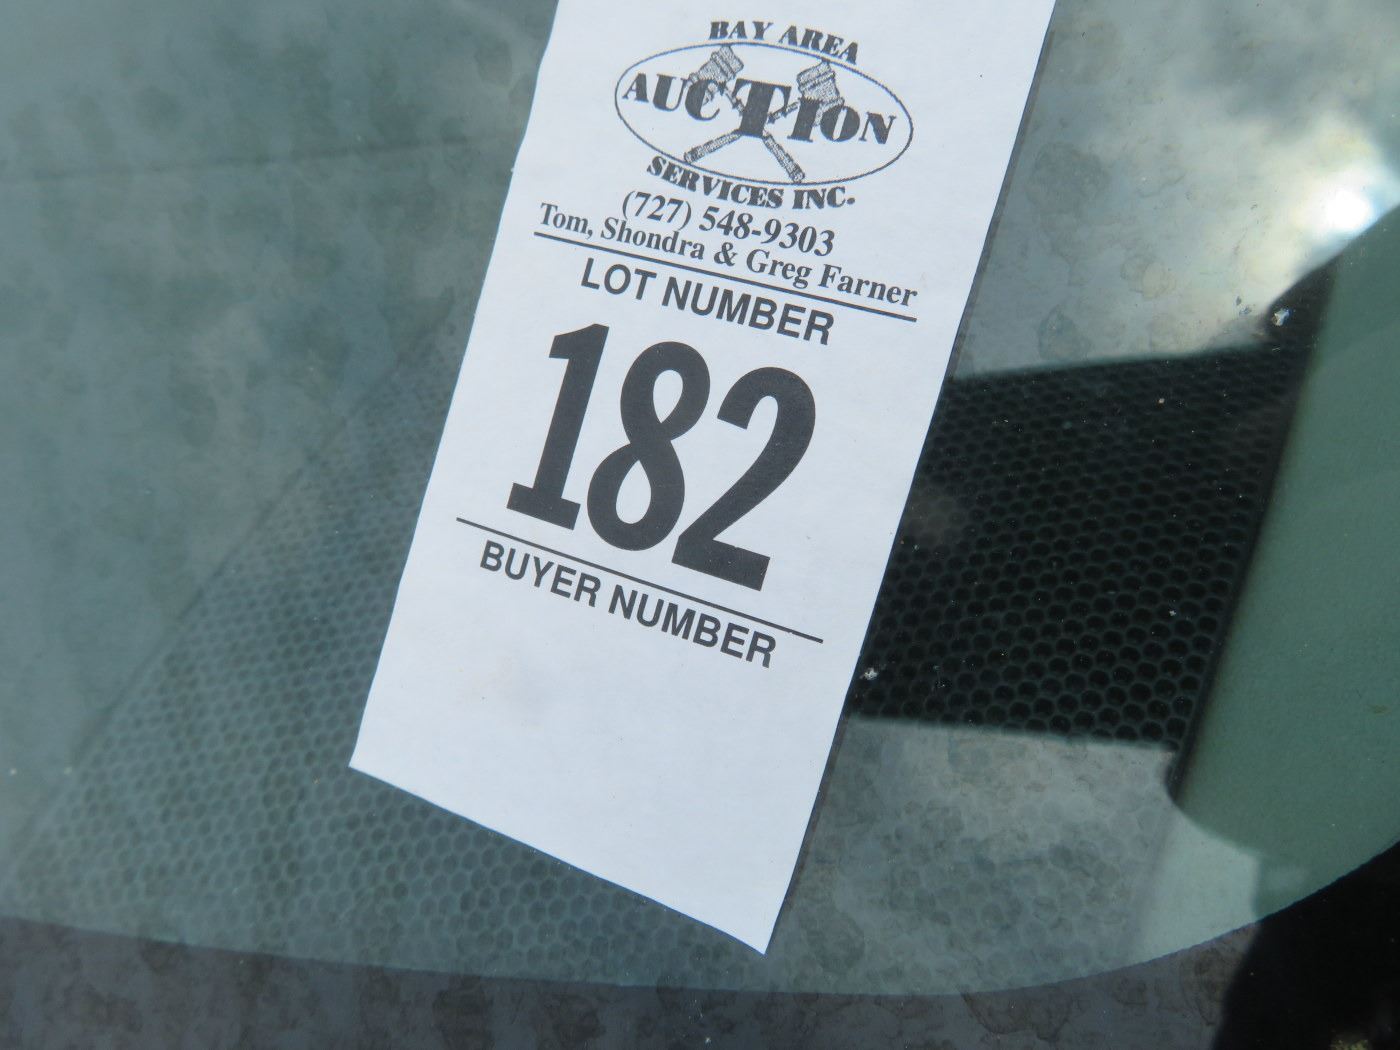 BAY AREA
AUCTION
SERVICES INC.
(727) 548-9303
Tom, Shondra & Greg Farner
LOT NUMBER
182
BUYER NUMBER